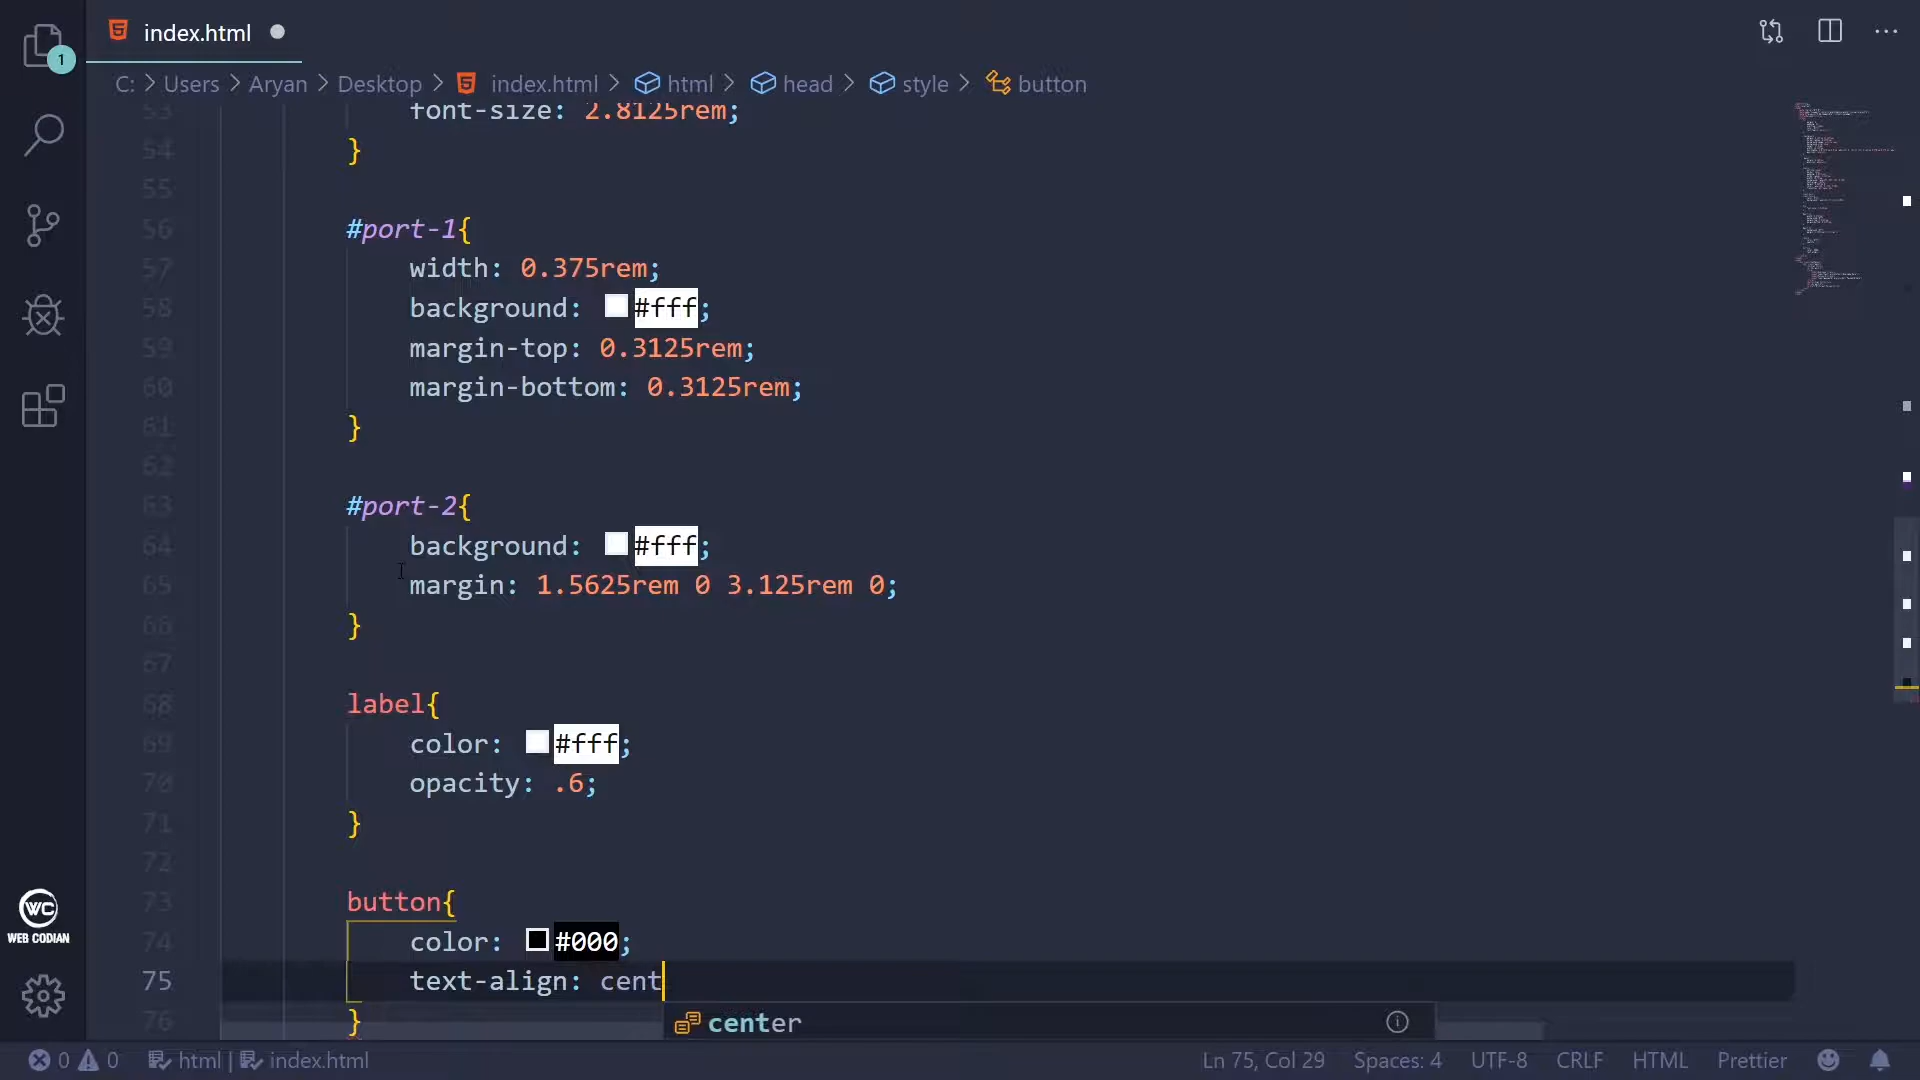 index.html
1
C: > Users > Aryan > Desktop > index.html > html > head > style > button
53 font-size: 2.8125rem;
54 }
55
56 #port-1{
57 width: 0.375rem;
58 background: #fff;
59 margin-top: 0.3125rem;
60 margin-bottom: 0.3125rem;
61 }
62
63 #port-2{
64 background: #fff;
65 margin: 1.5625rem 0 3.125rem 0;
66 }
67
68 label{
69 color: #fff;
70 opacity: .6;
71 }
72
73 button{
74 color: #000;
75 text-align: cent
76 }
center
WC
WEB CODIAN
0 0 html | index.html Ln 75, Col 29 Spaces: 4 UTF-8 CRLF HTML Prettier